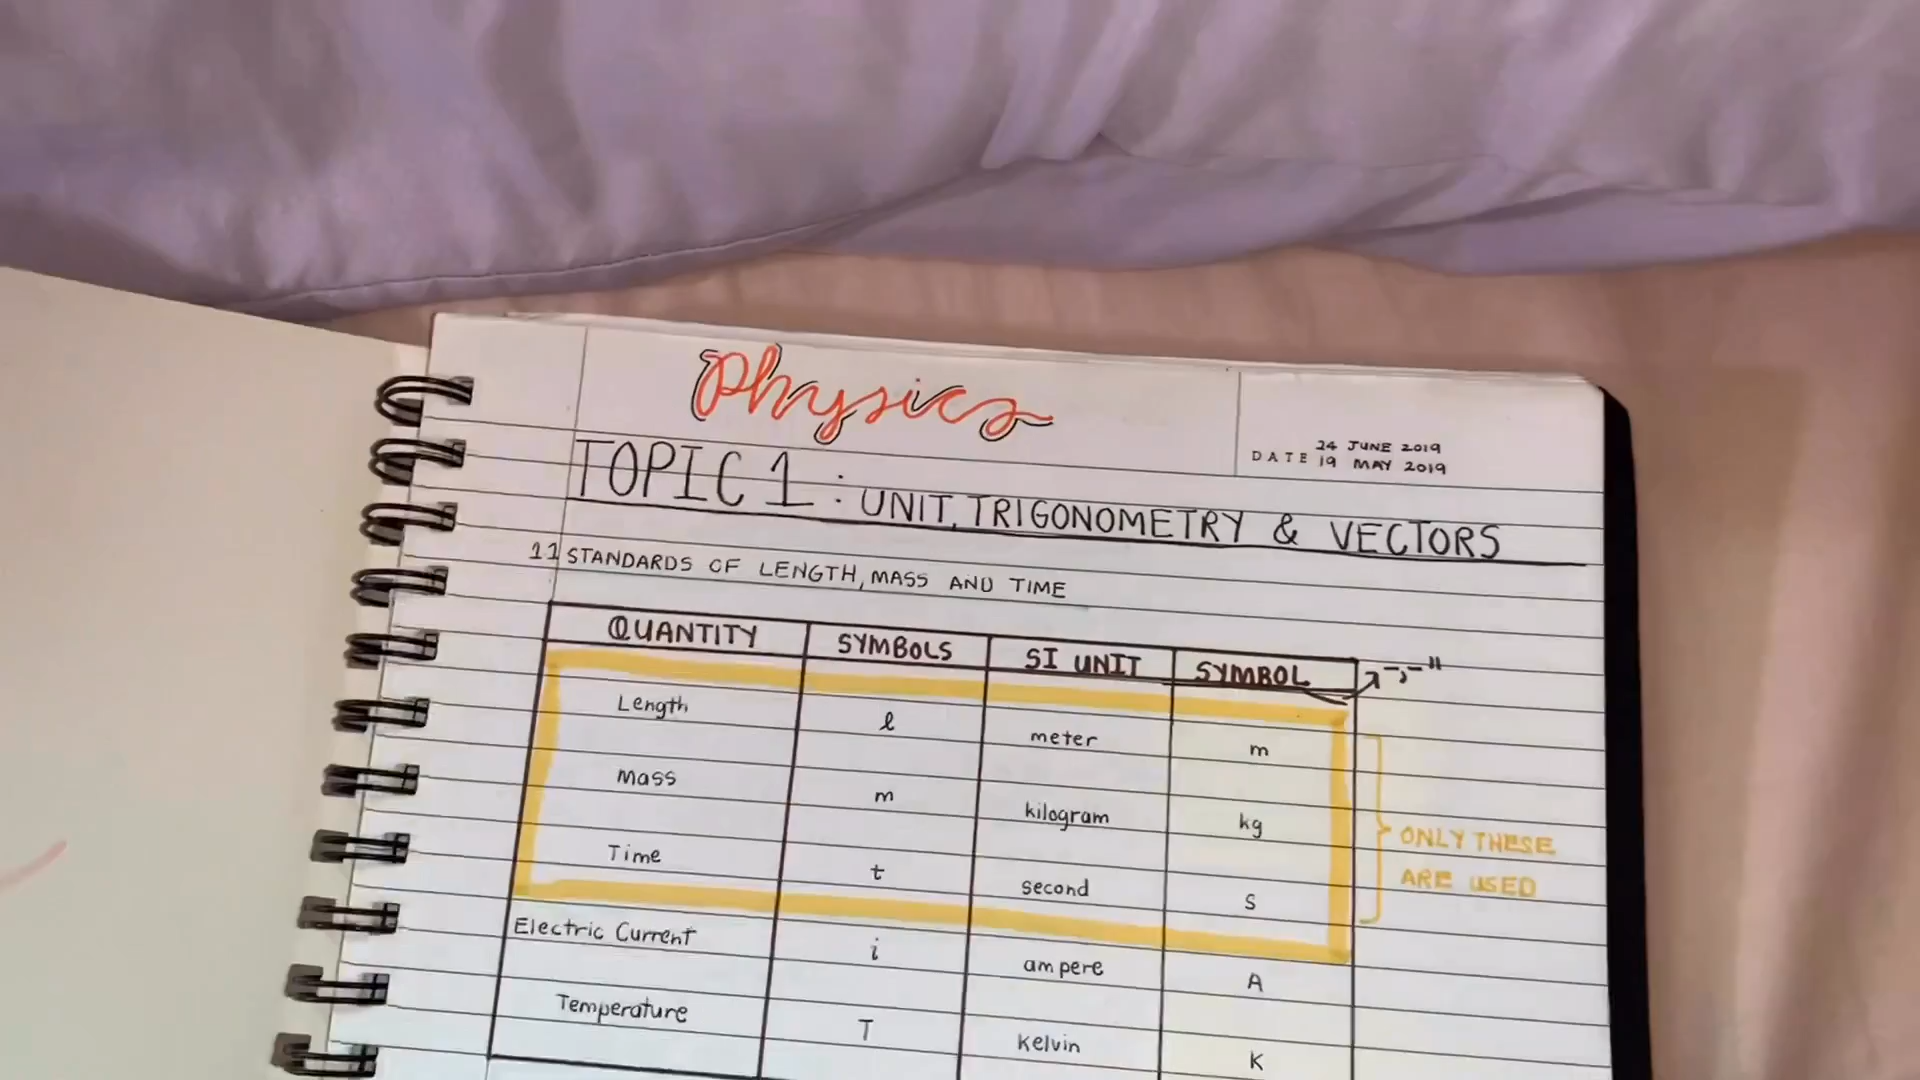 Physics
24 JUNE 2019
DATE 19 MAY 2019
TOPIC 1 : UNIT, TRIGONOMETRY & VECTORS
11 STANDARDS OF LENGTH, MASS AND TIME
QUANTITY SYMBOLS SI UNIT SYMBOL
Length l meter m
Mass m kilogram kg
Time t second s
ONLY THESE
ARE USED
Electric Current i ampere A
Temperature T kelvin K